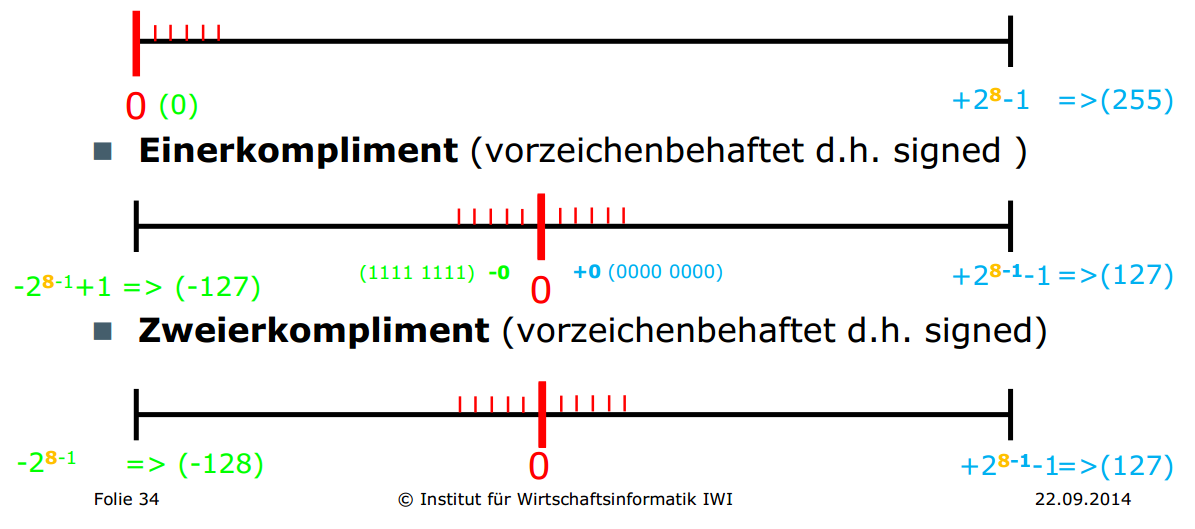 0 (0) +2⁸-1 =>(255)
■ Einerkompliment (vorzeichenbehaftet d.h. signed )
(1111 1111) -0 +0 (0000 0000)
-2⁸⁻¹+1 => (-127) 0 +2⁸⁻¹-1 =>(127)
■ Zweierkompliment (vorzeichenbehaftet d.h. signed)
-2⁸⁻¹ => (-128) 0 +2⁸⁻¹-1=>(127)
Folie 34 © Institut für Wirtschaftsinformatik IWI 22.09.2014